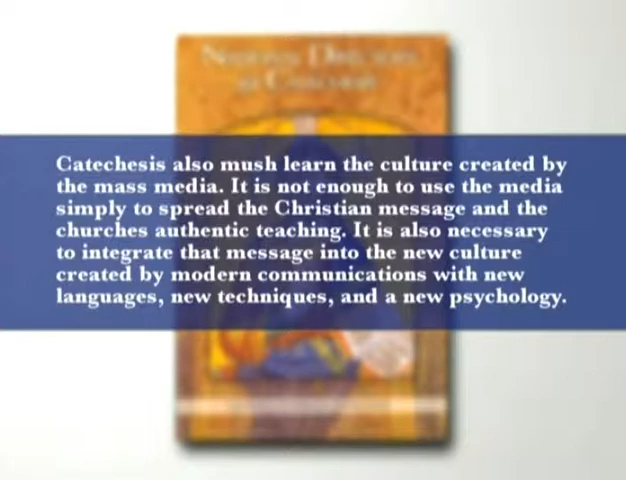 Catechesis also mush learn the culture created by
the mass media. It is not enough to use the media
simply to spread the Christian message and the
churches authentic teaching. It is also necessary
to integrate that message into the new culture
created by modern communications with new
languages, new techniques, and a new psychology.